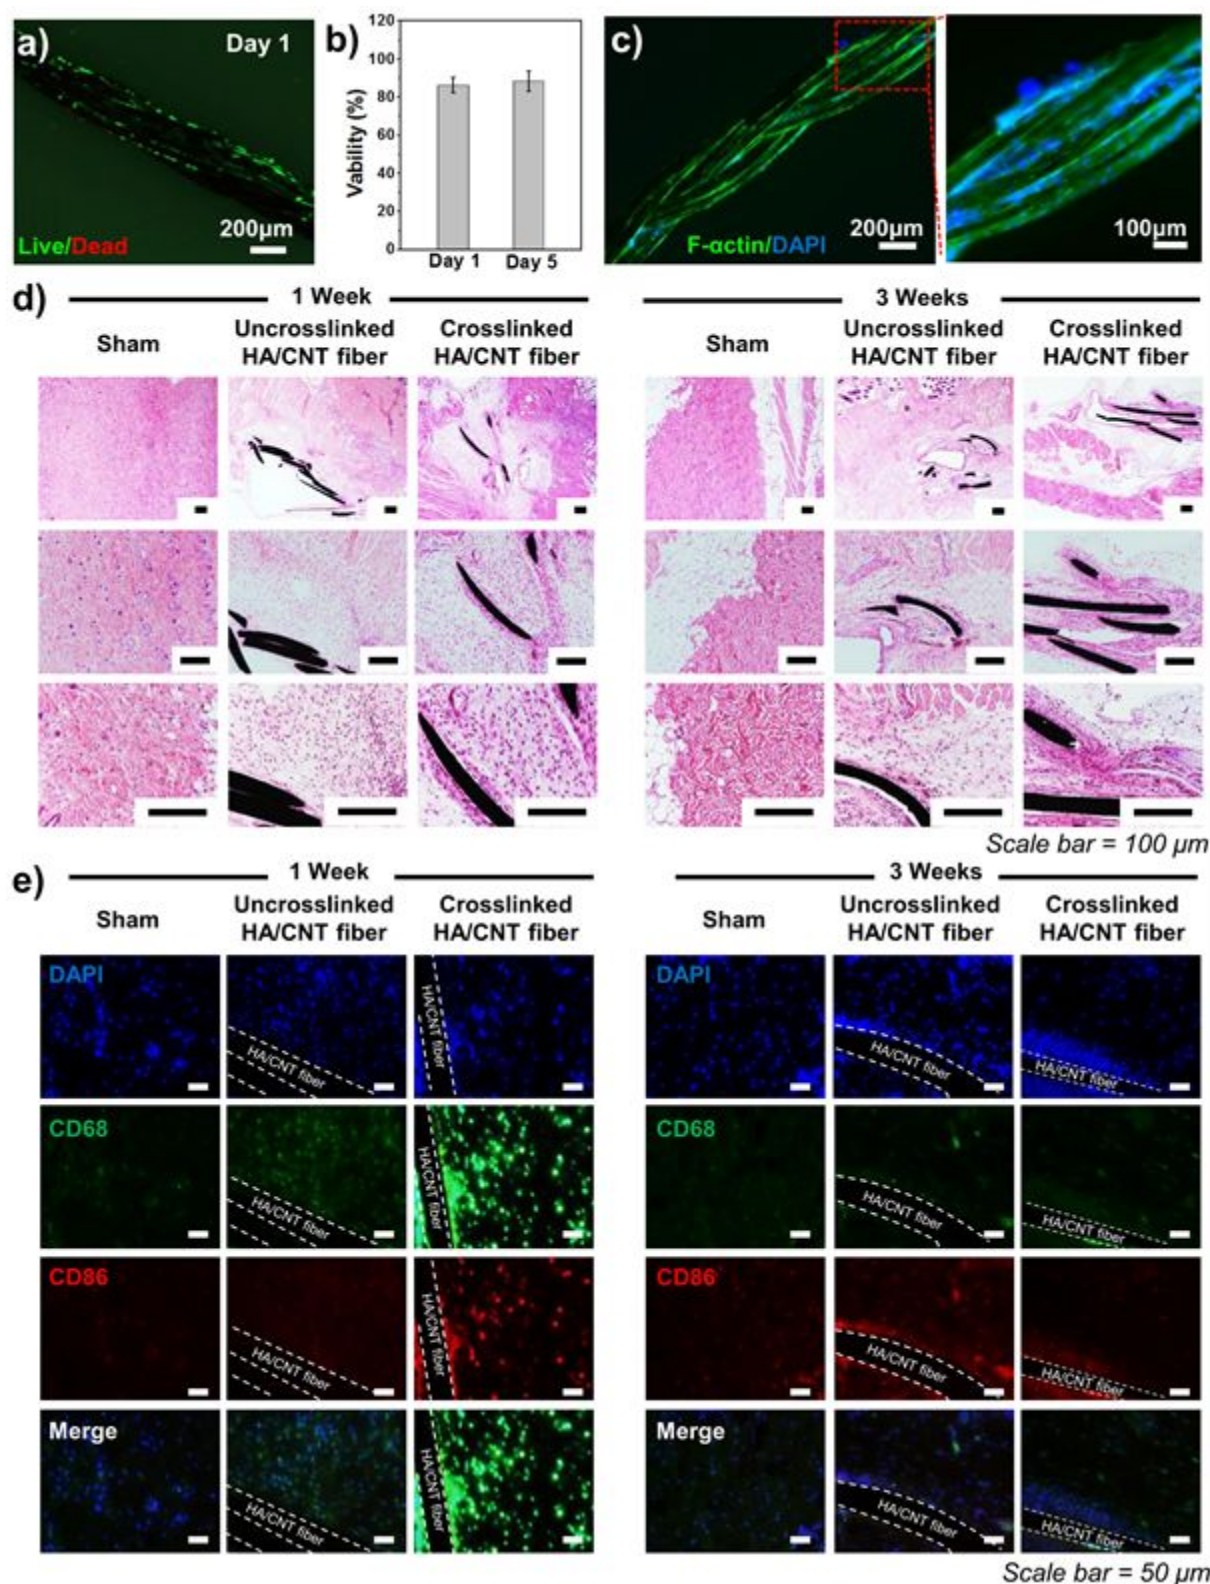 a)
Day 1
Live/Dead
200μm
b)
120
100
80
60
40
20
0
Vability (%)
Day 1
Day 5
c)
F-αctin/DAPI
200μm
100μm
d)
1 Week
3 Weeks
Sham
Uncrosslinked
HA/CNT fiber
Crosslinked
HA/CNT fiber
Sham
Uncrosslinked
HA/CNT fiber
Crosslinked
HA/CNT fiber
Scale bar = 100 μm
e)
1 Week
3 Weeks
Sham
Uncrosslinked
HA/CNT fiber
Crosslinked
HA/CNT fiber
Sham
Uncrosslinked
HA/CNT fiber
Crosslinked
HA/CNT fiber
DAPI
HA/CNT fiber
HA/CNT fiber
DAPI
HA/CNT fiber
HA/CNT fiber
CD68
HA/CNT fiber
HA/CNT fiber
CD68
HA/CNT fiber
HA/CNT fiber
CD86
HA/CNT fiber
HA/CNT fiber
CD86
HA/CNT fiber
HA/CNT fiber
Merge
HA/CNT fiber
HA/CNT fiber
Merge
HA/CNT fiber
HA/CNT fiber
Scale bar = 50 μm